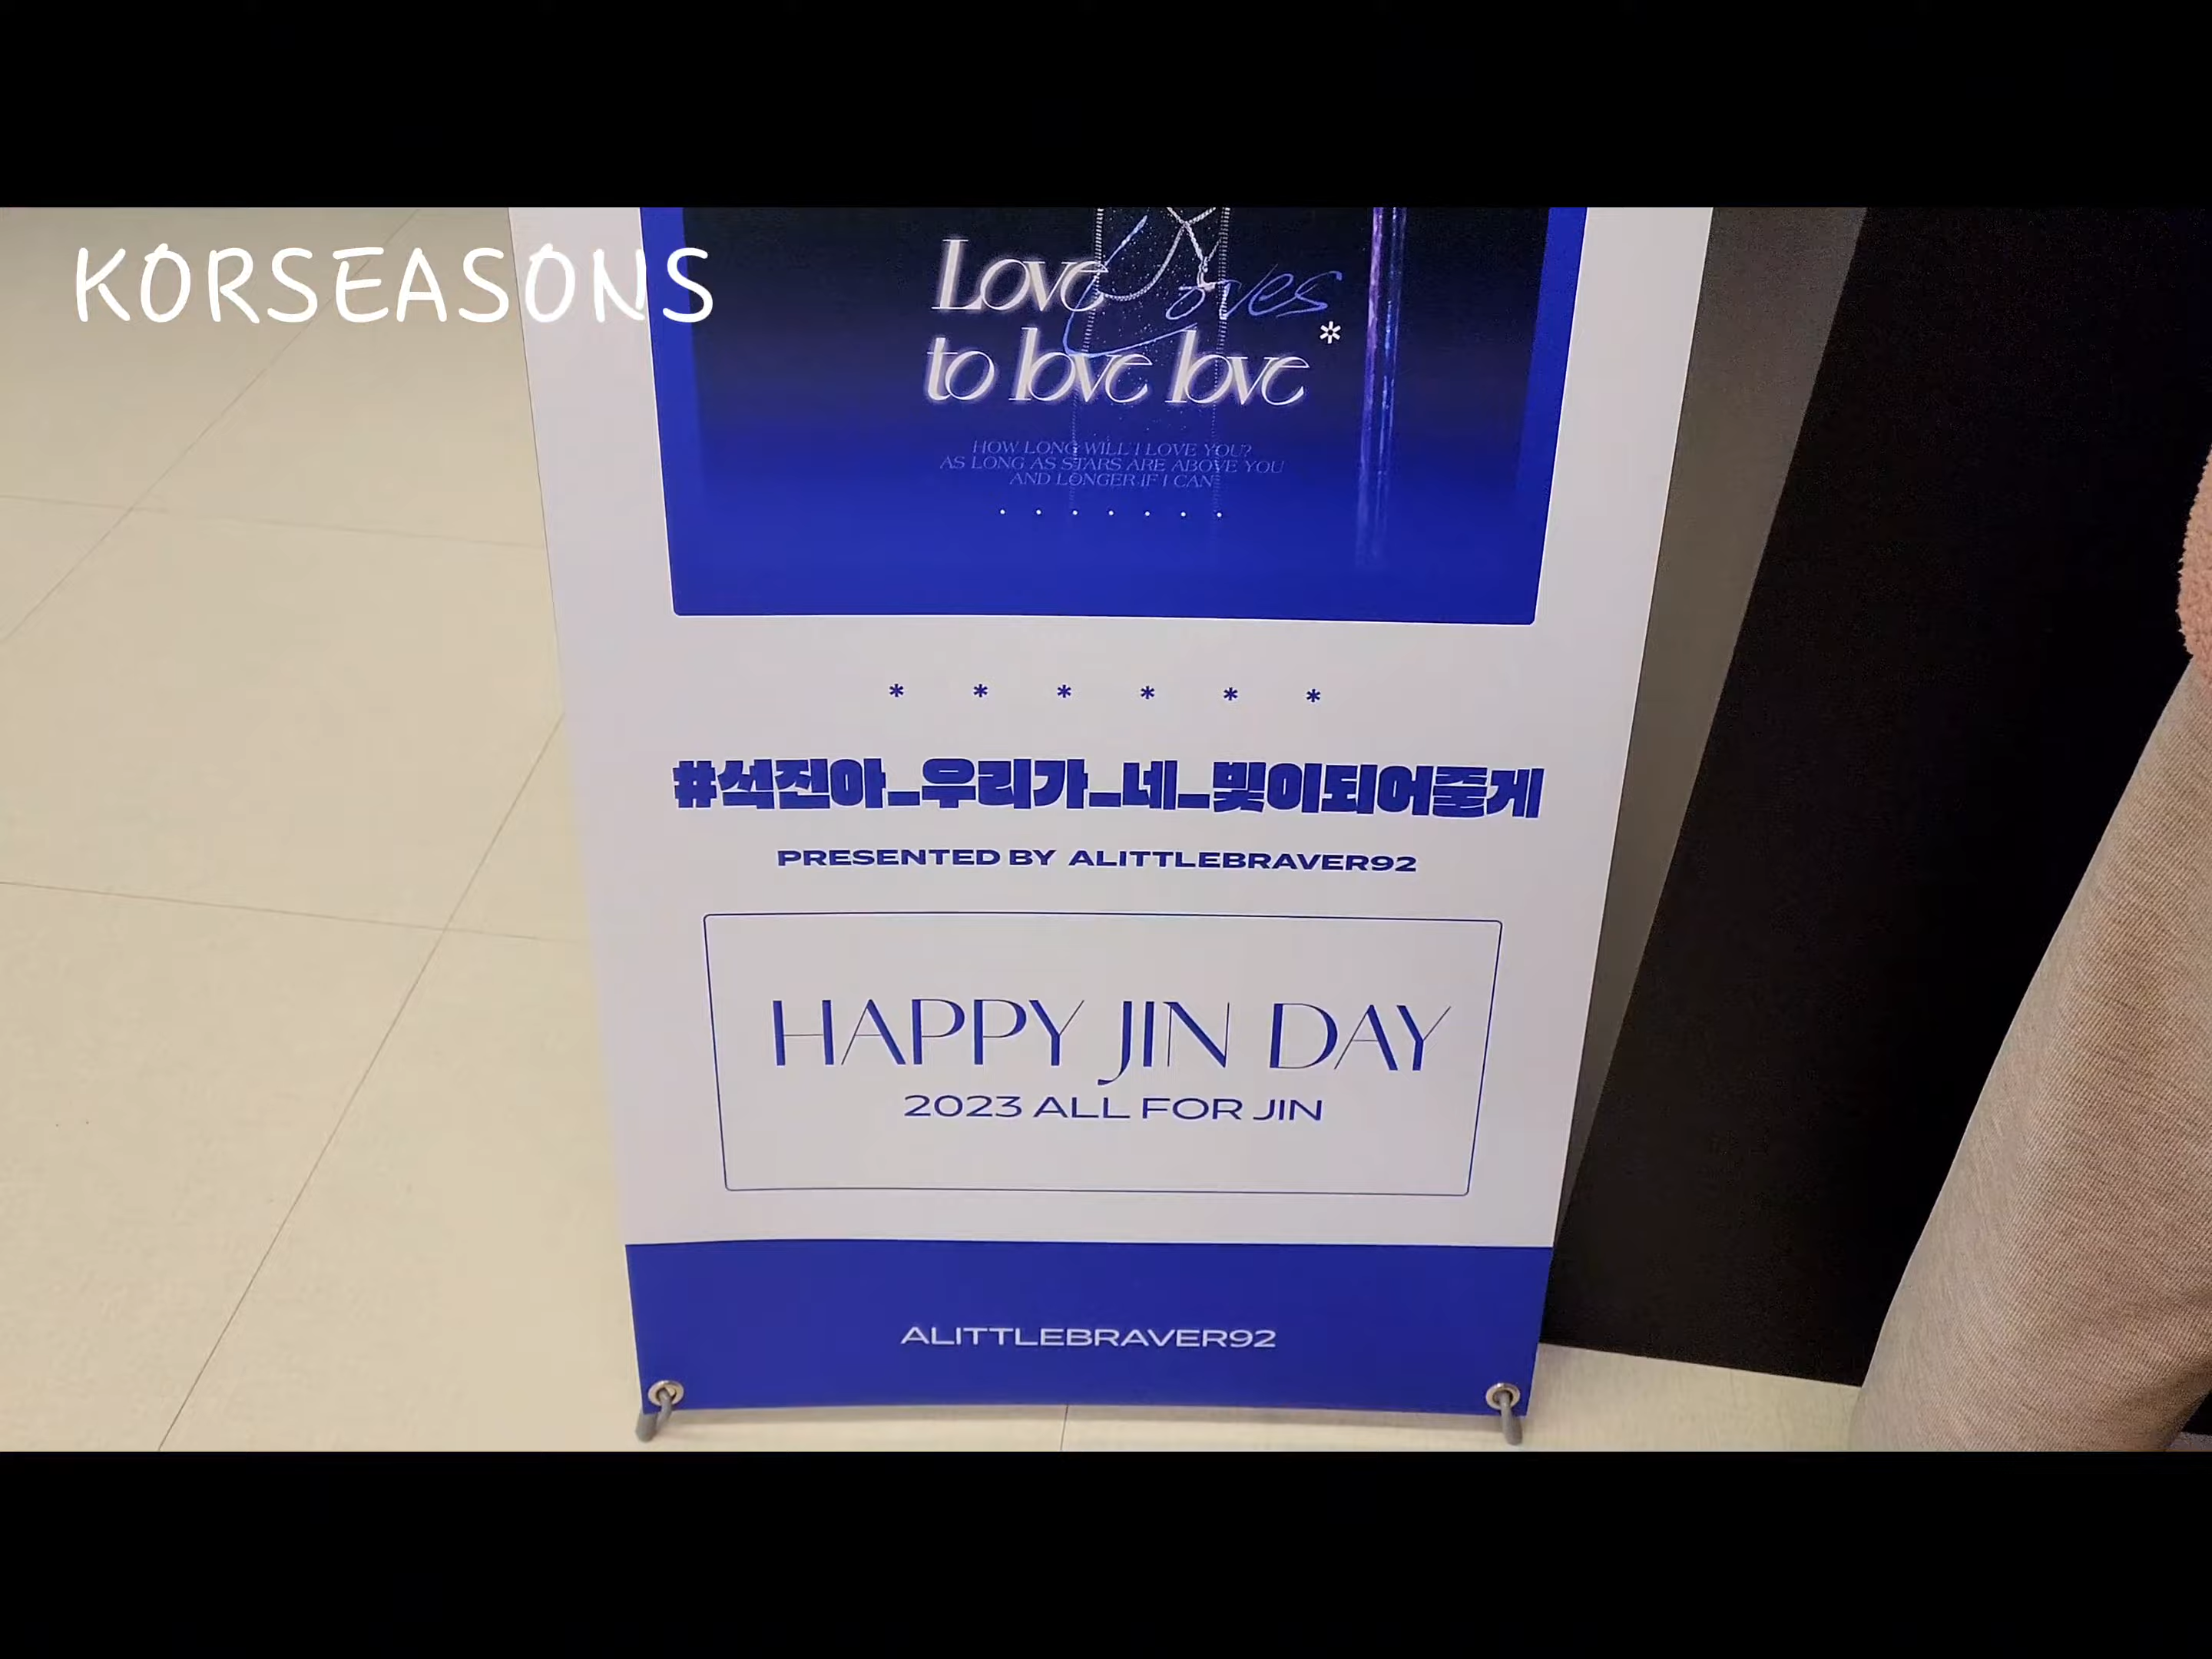 KORSEASONS
Love Loves
to love love*
HOW LONG WILL I LOVE YOU?
AS LONG AS STARS ARE ABOVE YOU
AND LONGER IF I CAN
* * * * * *
#석진아_우리가_네_빛이되어줄게
PRESENTED BY ALITTLEBRAVER92
HAPPY JIN DAY
2023 ALL FOR JIN
ALITTLEBRAVER92